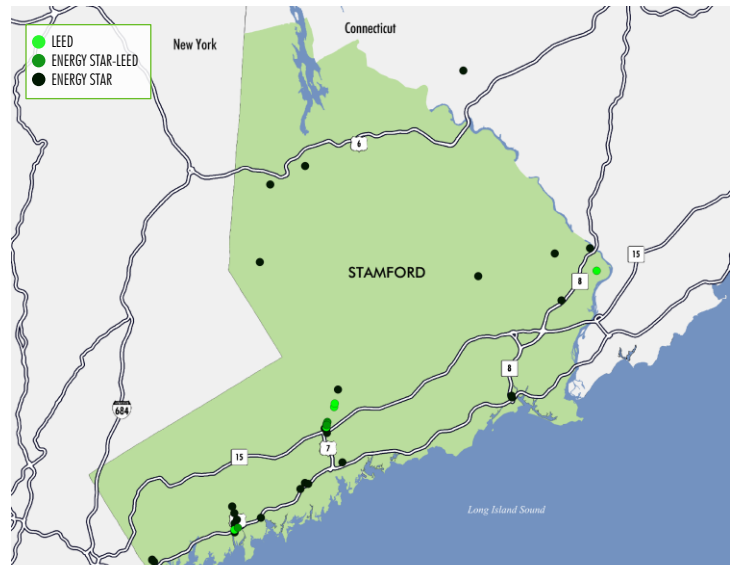 Connecticut
New York
LEED
ENERGY STAR-LEED
ENERGY STAR
6
15
STAMFORD
8
8
684
7
15
Long Island Sound